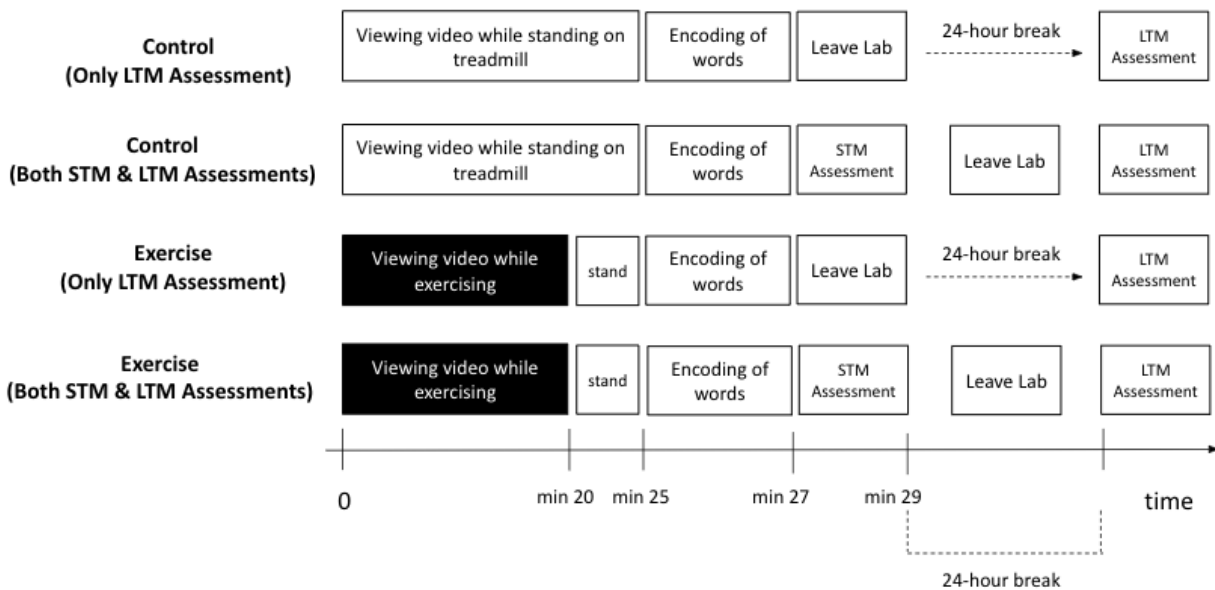 Control
(Only LTM Assessment)
Viewing video while standing on
treadmill
Encoding of
words
Leave Lab
24-hour break
LTM
Assessment
Control
(Both STM & LTM Assessments)
Viewing video while standing on
treadmill
Encoding of
words
STM
Assessment
Leave Lab
LTM
Assessment
Exercise
(Only LTM Assessment)
Viewing video while
exercising
stand
Encoding of
words
Leave Lab
24-hour break
LTM
Assessment
Exercise
(Both STM & LTM Assessments)
Viewing video while
exercising
stand
Encoding of
words
STM
Assessment
Leave Lab
LTM
Assessment
0
min 20
min 25
min 27
min 29
time
24-hour break